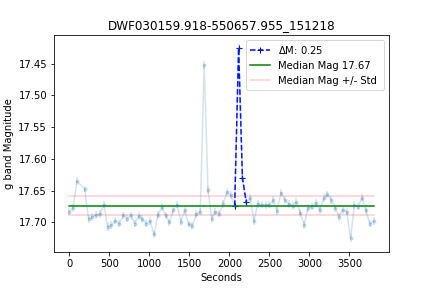 DWF030159.918-550657.955_151218
ΔM: 0.25
Median Mag 17.67
Median Mag +/- Std
g band Magnitude
17.45
17.50
17.55
17.60
17.65
17.70
0 500 1000 1500 2000 2500 3000 3500
Seconds